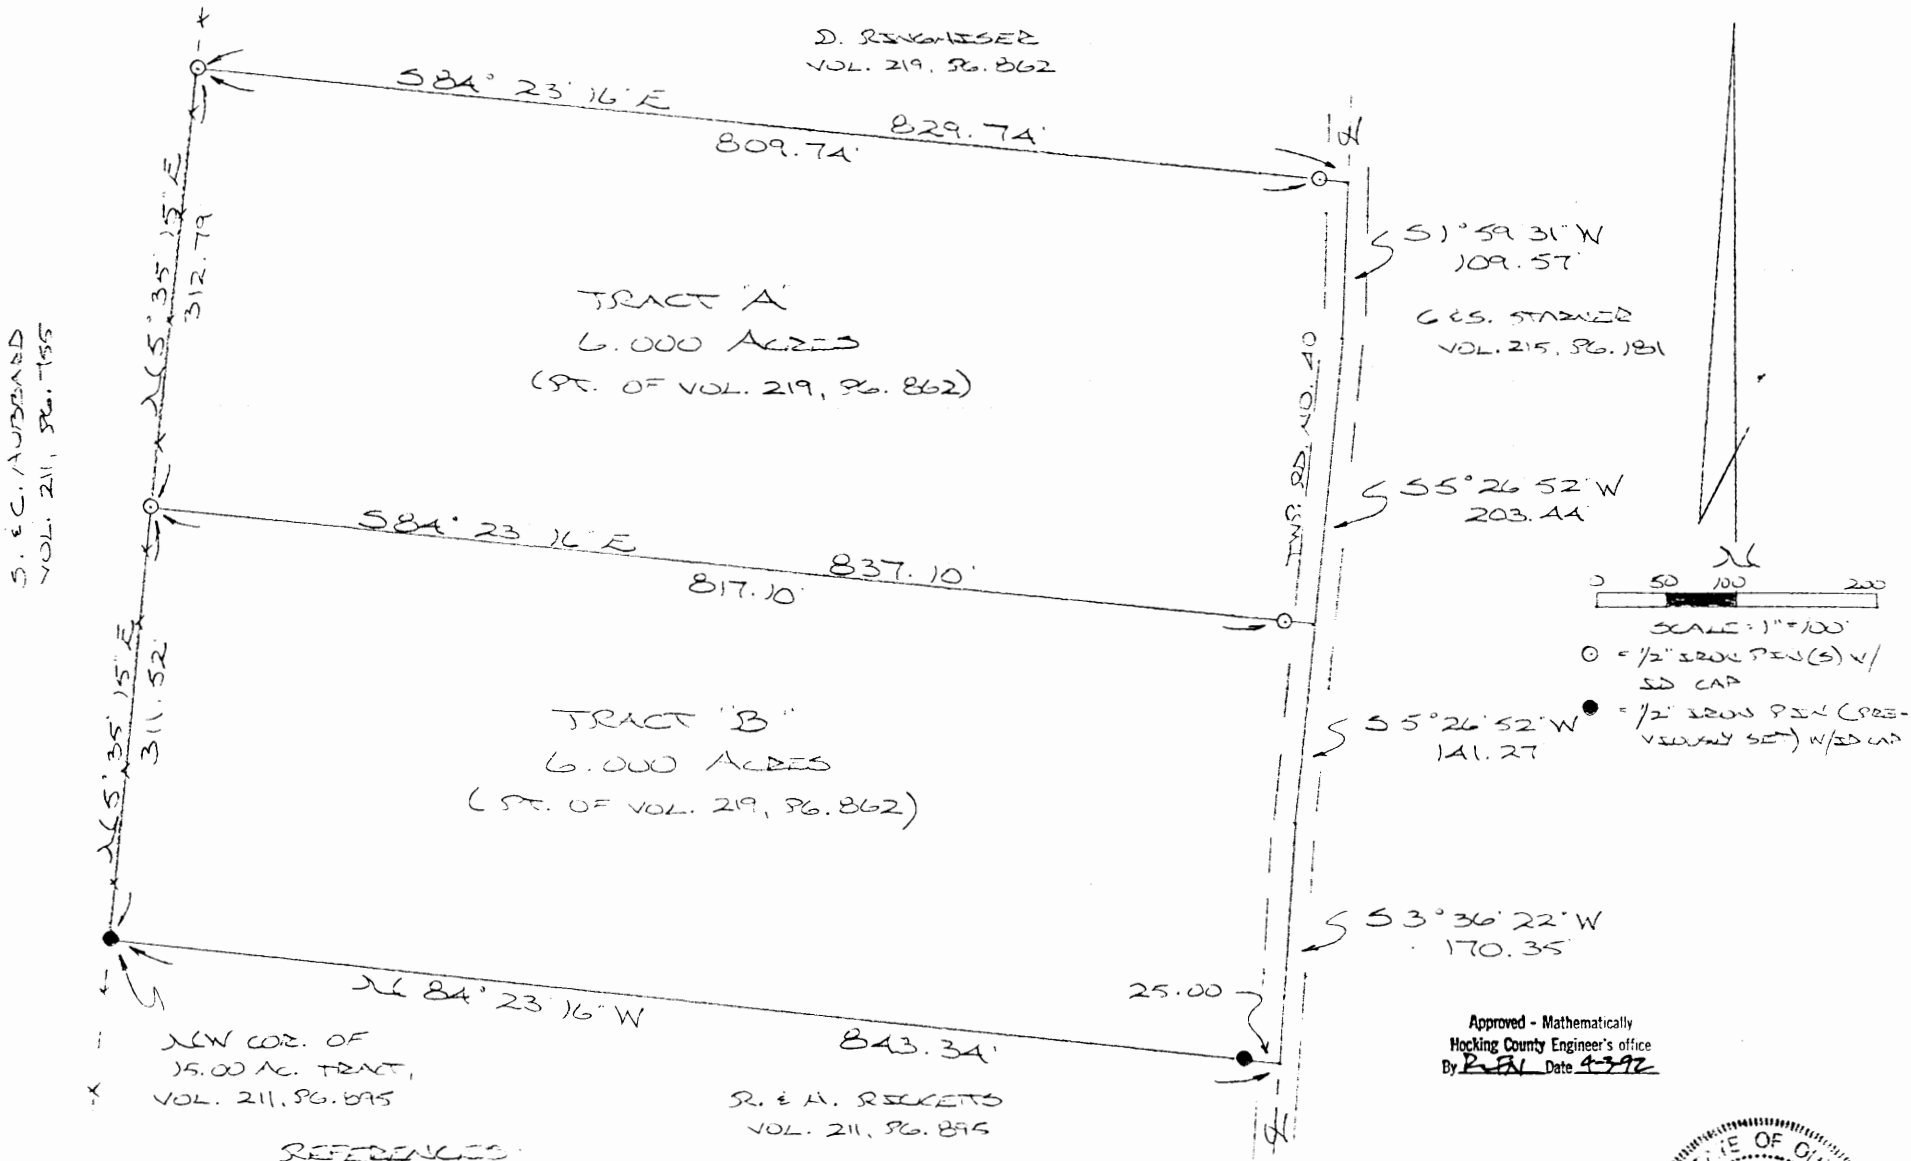 D. RINGHISER
VOL. 219, PG. 862
S 84° 23' 16" E
829.74'
809.74'
N 5° 35' 15" E
312.79
S. & C. HUBBARD
VOL. 211, PG. 755
TRACT "A"
6.000 ACRES
(PT. OF VOL. 219, PG. 862)
TWP. RD. NO. 40
S 1° 59' 31" W
109.57'
G & S. STARNER
VOL. 215, PG. 181
S 5° 26' 52" W
203.44'
N
0 50 100 200
SCALE: 1" = 100'
⊙ = 1/2" IRON PIN(S) W/
ID CAP
● = 1/2" IRON PIN (PRE-
VIOUSLY SET) W/ID CAP
S 84° 23' 16" E
837.10'
817.10'
N 5° 35' 15" E
311.52'
TRACT "B"
6.000 ACRES
(PT. OF VOL. 219, PG. 862)
S 5° 26' 52" W
141.27
S 3° 36' 22" W
170.35'
25.00
N 84° 23' 16" W
843.34'
NW COR. OF
15.00 AC. TRACT,
VOL. 211, PG. 895
R. & H. RICKETTS
VOL. 211, PG. 895
Approved - Mathematically
Hocking County Engineer's office
By Date 4-3-92
REFERENCES:
OF